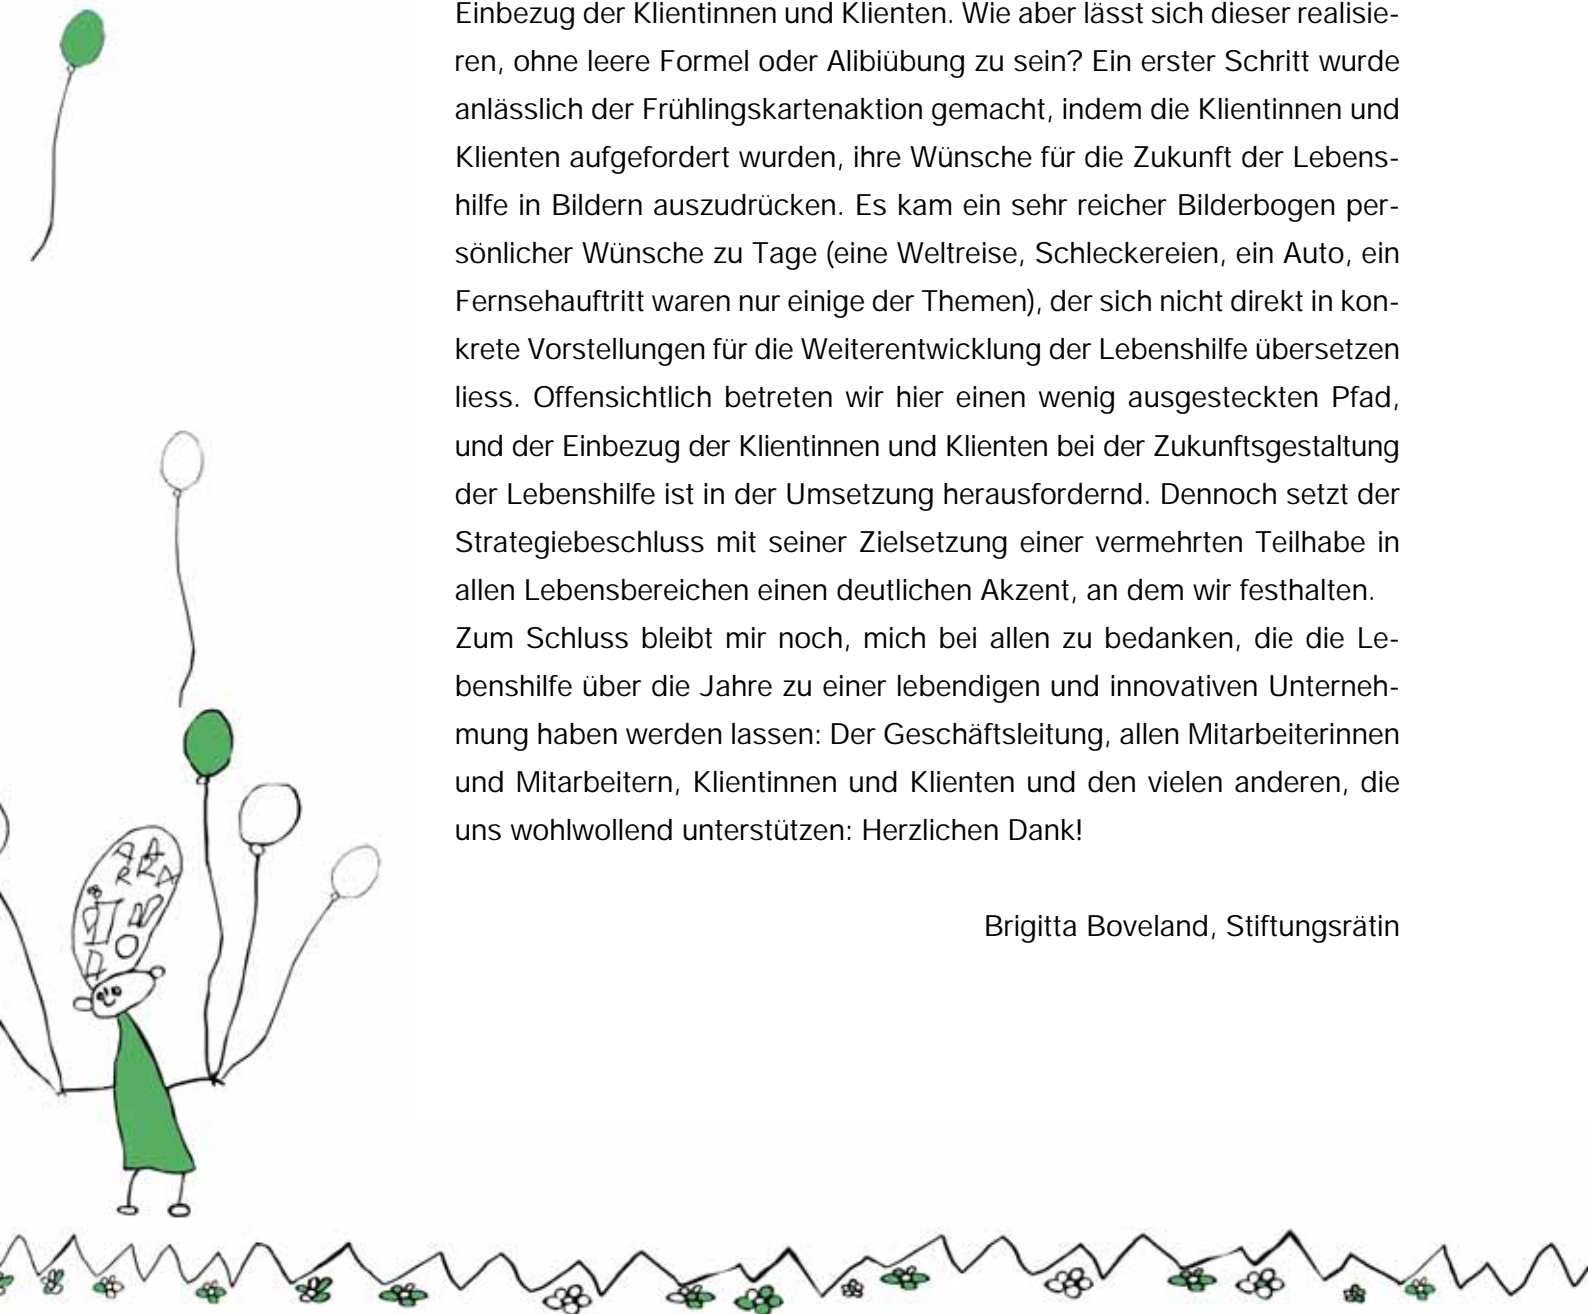 Einbezug der Klientinnen und Klienten. Wie aber lässt sich dieser realisie-
ren, ohne leere Formel oder Alibiübung zu sein? Ein erster Schritt wurde
anlässlich der Frühlingskartenaktion gemacht, indem die Klientinnen und
Klienten aufgefordert wurden, ihre Wünsche für die Zukunft der Lebens-
hilfe in Bildern auszudrücken. Es kam ein sehr reicher Bilderbogen per-
sönlicher Wünsche zu Tage (eine Weltreise, Schleckereien, ein Auto, ein
Fernsehauftritt waren nur einige der Themen), der sich nicht direkt in kon-
krete Vorstellungen für die Weiterentwicklung der Lebenshilfe übersetzen
liess. Offensichtlich betreten wir hier einen wenig ausgesteckten Pfad,
und der Einbezug der Klientinnen und Klienten bei der Zukunftsgestaltung
der Lebenshilfe ist in der Umsetzung herausfordernd. Dennoch setzt der
Strategiebeschluss mit seiner Zielsetzung einer vermehrten Teilhabe in
allen Lebensbereichen einen deutlichen Akzent, an dem wir festhalten.
Zum Schluss bleibt mir noch, mich bei allen zu bedanken, die die Le-
benshilfe über die Jahre zu einer lebendigen und innovativen Unterneh-
mung haben werden lassen: Der Geschäftsleitung, allen Mitarbeiterinnen
und Mitarbeitern, Klientinnen und Klienten und den vielen anderen, die
uns wohlwollend unterstützen: Herzlichen Dank!
Brigitta Boveland, Stiftungsrätin